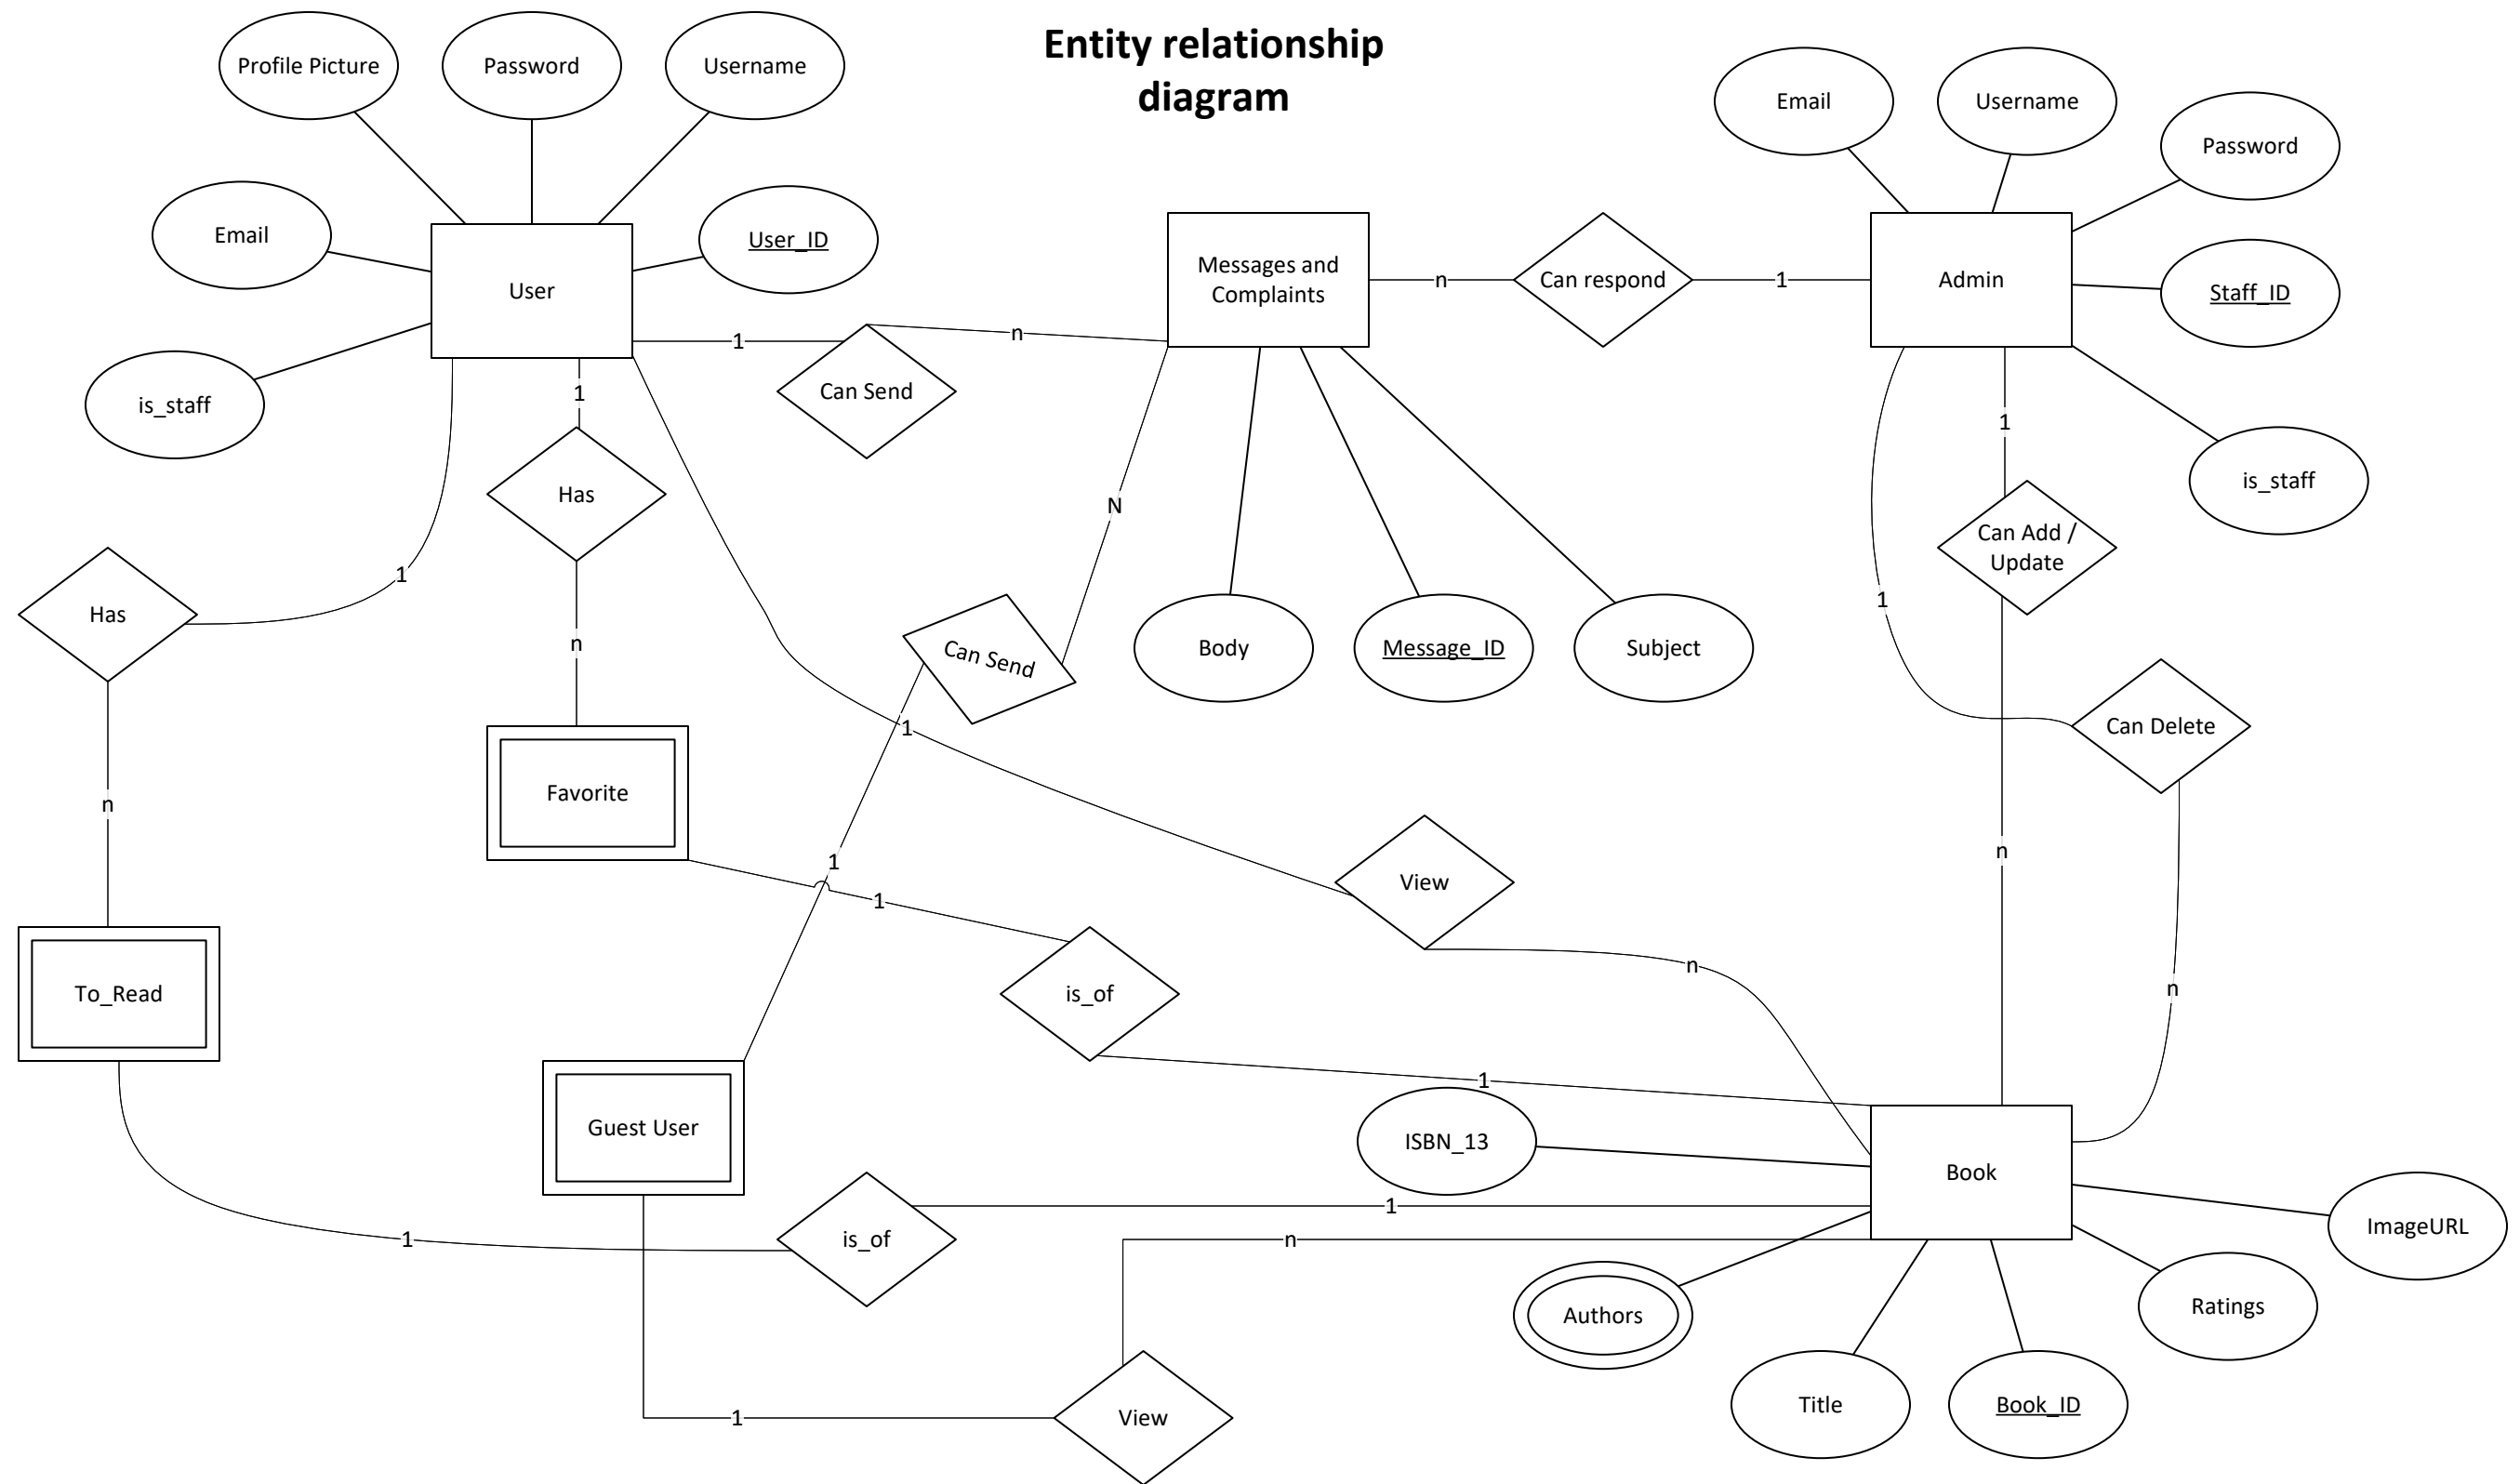 Entity relationship
diagram
Profile Picture
Password
Username
Email
User_ID
User
is_staff
1
Can Send
n
Messages and
Complaints
n
Can respond
1
Admin
Email
Username
Password
Staff_ID
is_staff
1
Has
n
1
Has
n
N
Can Send
1
1
Body
Message_ID
Subject
1
Can Add /
Update
n
1
Can Delete
n
Favorite
To_Read
1
is_of
1
View
n
Guest User
1
is_of
1
1
View
n
ISBN_13
Book
ImageURL
Ratings
Authors
Title
Book_ID